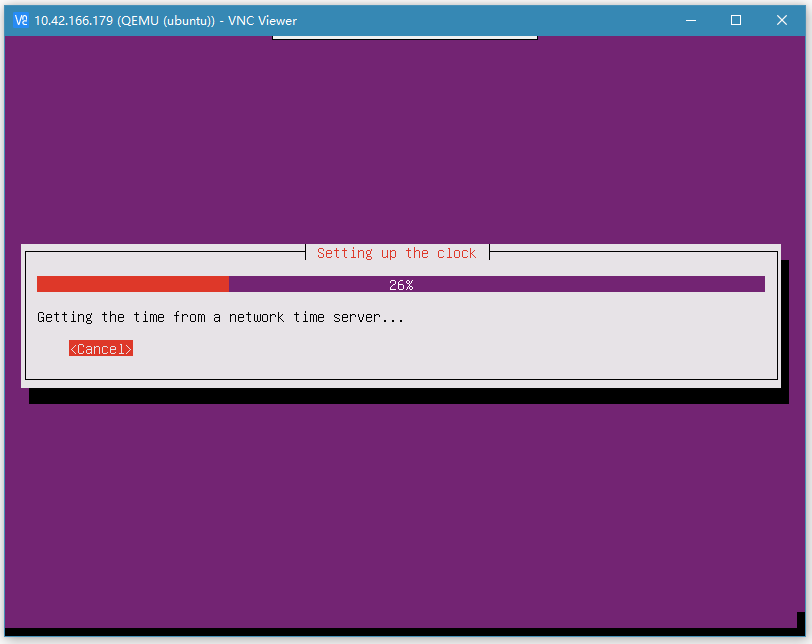 V2 10.42.166.179 (QEMU (ubuntu)) - VNC Viewer
Setting up the clock
26%
Getting the time from a network time server...
<Cancel>